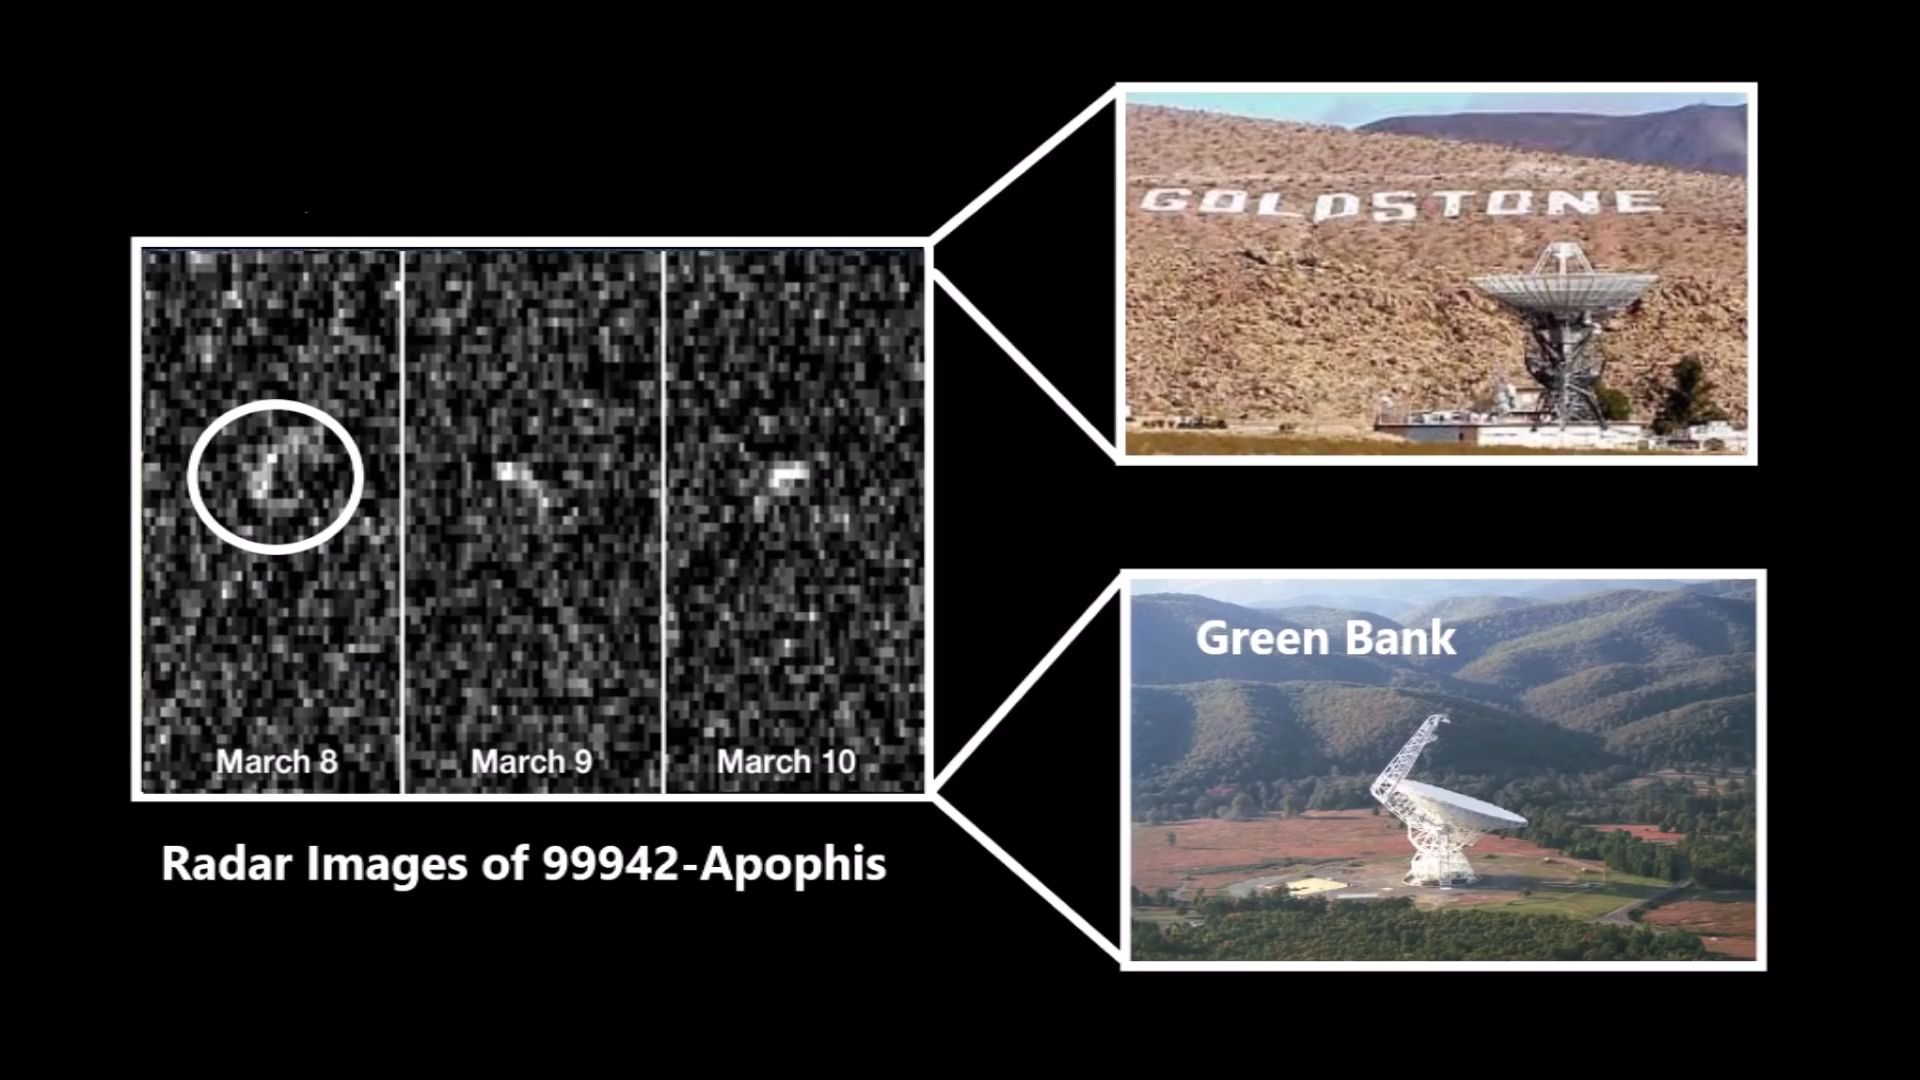 GOLDSTONE
Green Bank
March 8
March 9
March 10
Radar Images of 99942-Apophis